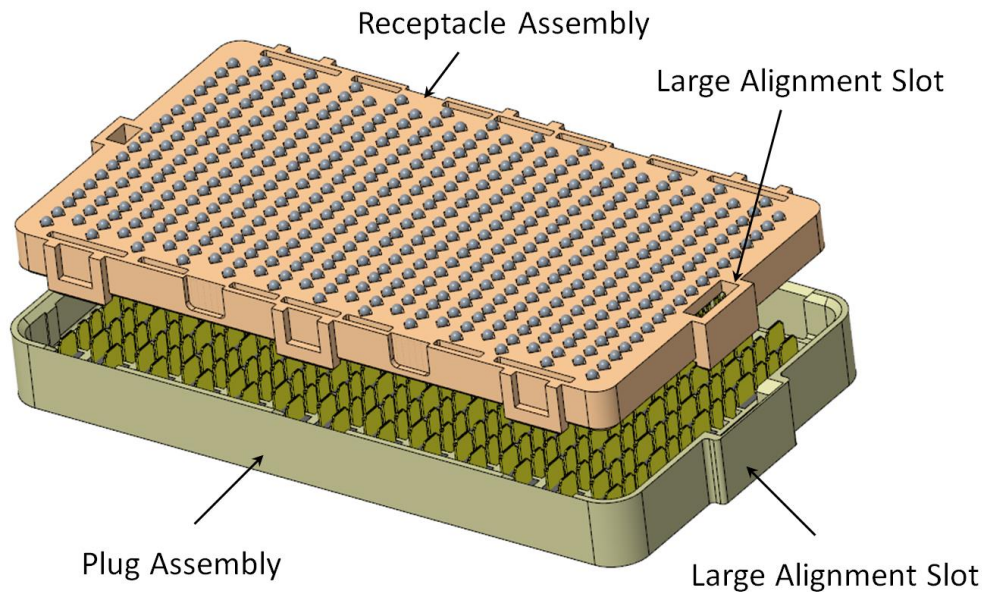 Receptacle Assembly
Large Alignment Slot
Plug Assembly
Large Alignment Slot